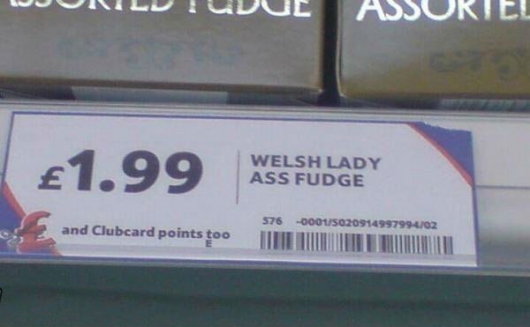 ASSORTED FUDGE
ASSORTED
£1.99
WELSH LADY
ASS FUDGE
576 -0001/5020914997994/02
and Clubcard points too
E